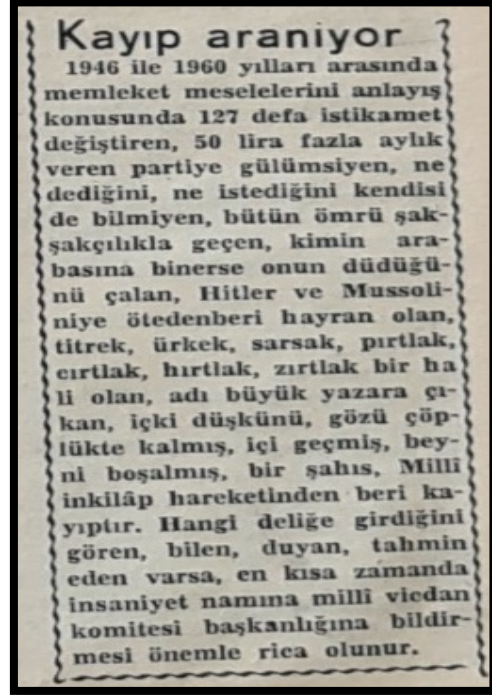 Kayıp aranıyor
1946 ile 1960 yılları arasında
memleket meselelerini anlayış
konusunda 127 defa istikamet
değiştiren, 50 lira fazla aylık
veren partiye gülümsiyen, ne
dediğini, ne istediğini kendisi
de bilmiyen, bütün ömrü şak-
şakçılıkla geçen, kimin ara-
basına binerse onun düdüğü-
nü çalan, Hitler ve Mussoli-
niye ötedenberi hayran olan,
titrek, ürkek, sarsak, pırtlak,
cırtlak, hırtlak, zırtlak bir ha
li olan, adı büyük yazara çı-
kan, içki düşkünü, gözü çöp-
lükte kalmış, içi geçmiş, bey-
ni boşalmış, bir şahıs, Millî
inkilâp hareketinden beri ka-
yıptır. Hangi deliğe girdiğini
gören, bilen, duyan, tahmin
eden varsa, en kısa zamanda
insaniyet namına millî vicdan
komitesi başkanlığına bildir-
mesi önemle rica olunur.